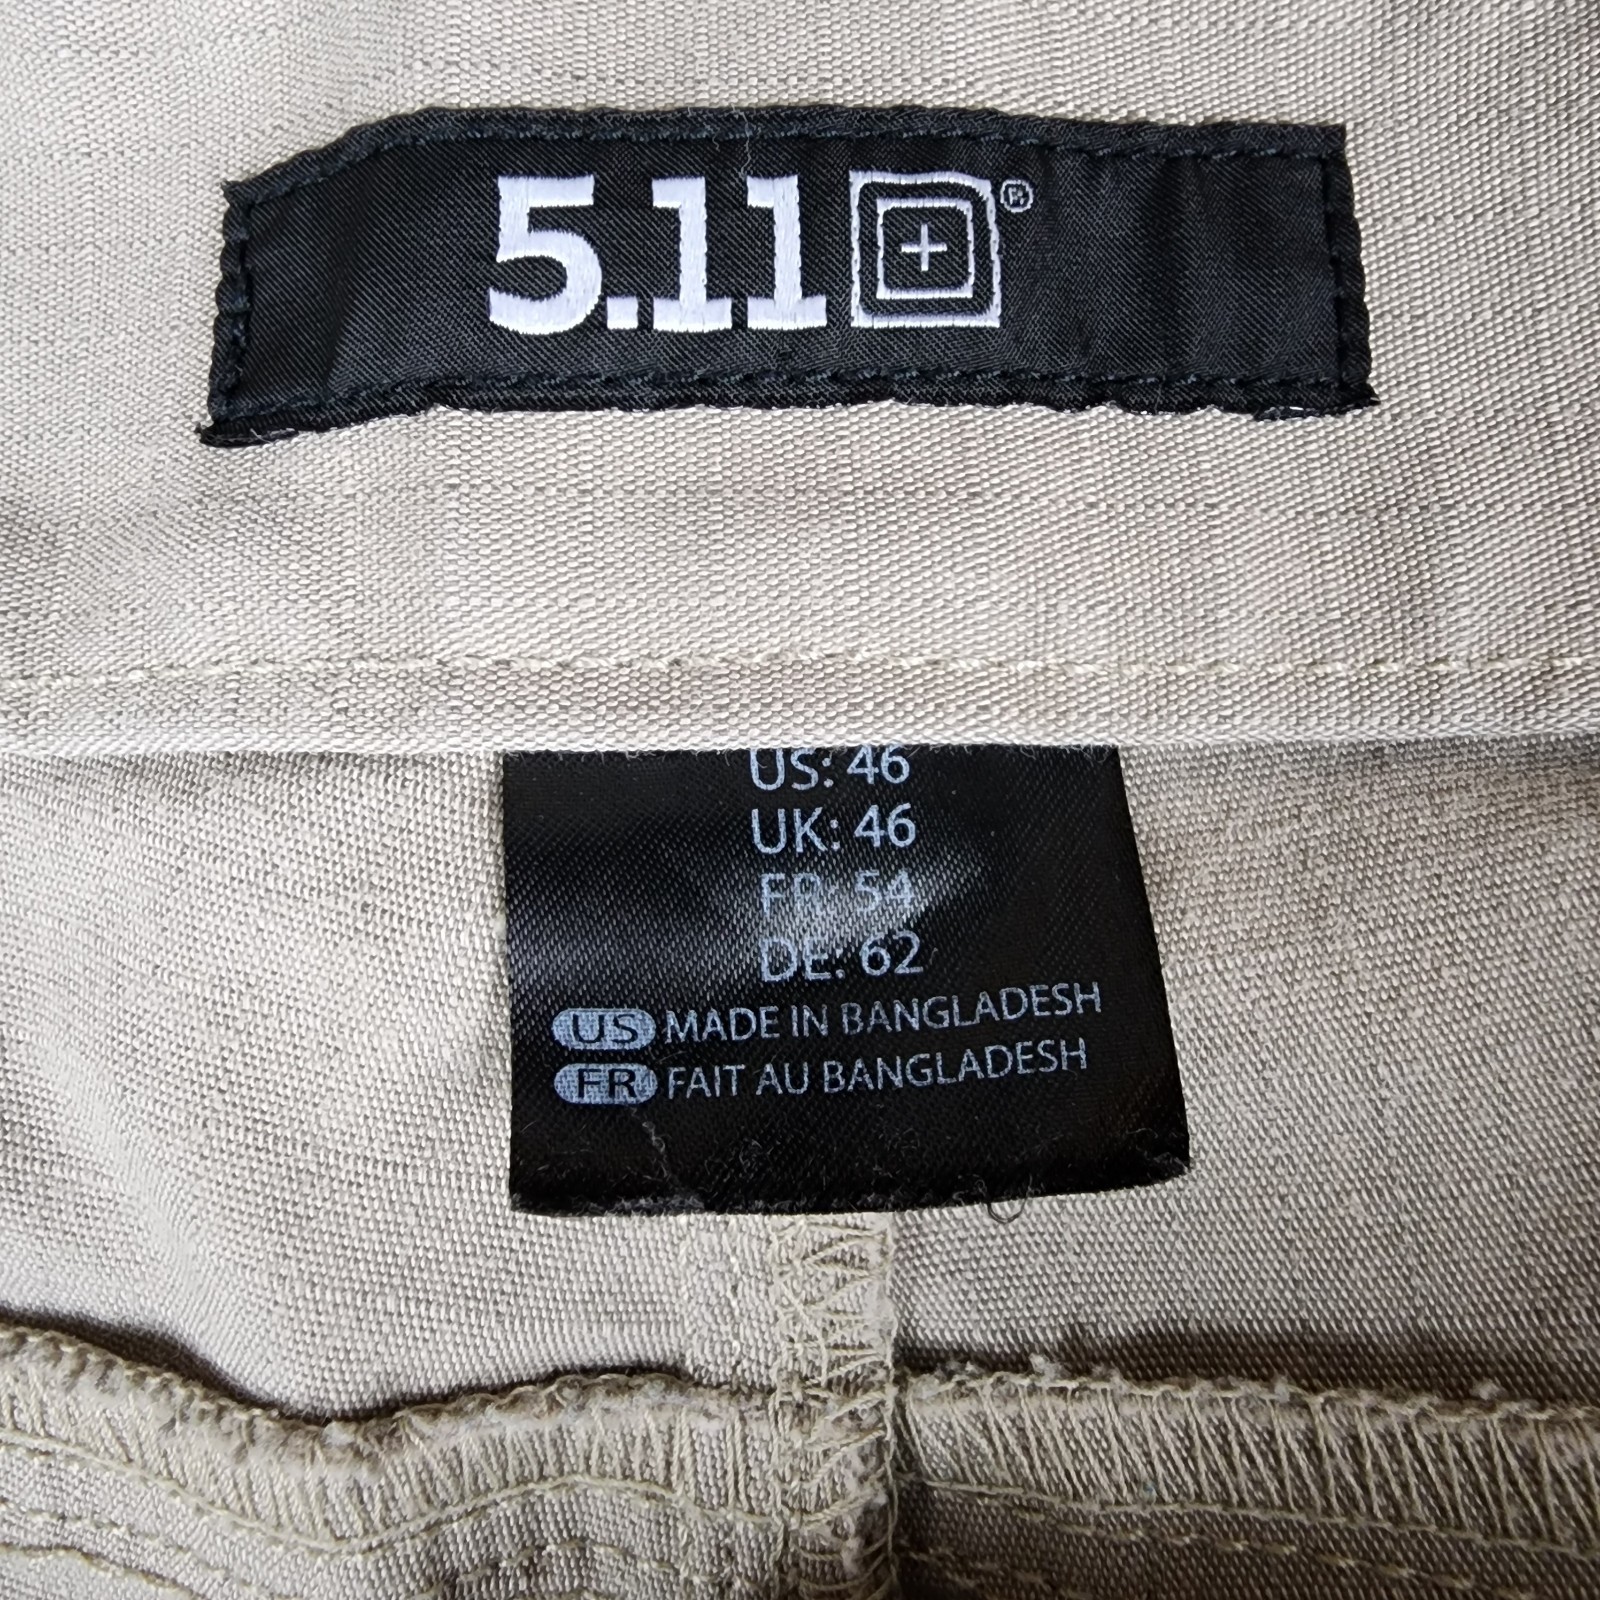 5.11®
US: 46
UK: 46
FR: 54
DE: 62
US MADE IN BANGLADESH
FR FAIT AU BANGLADESH